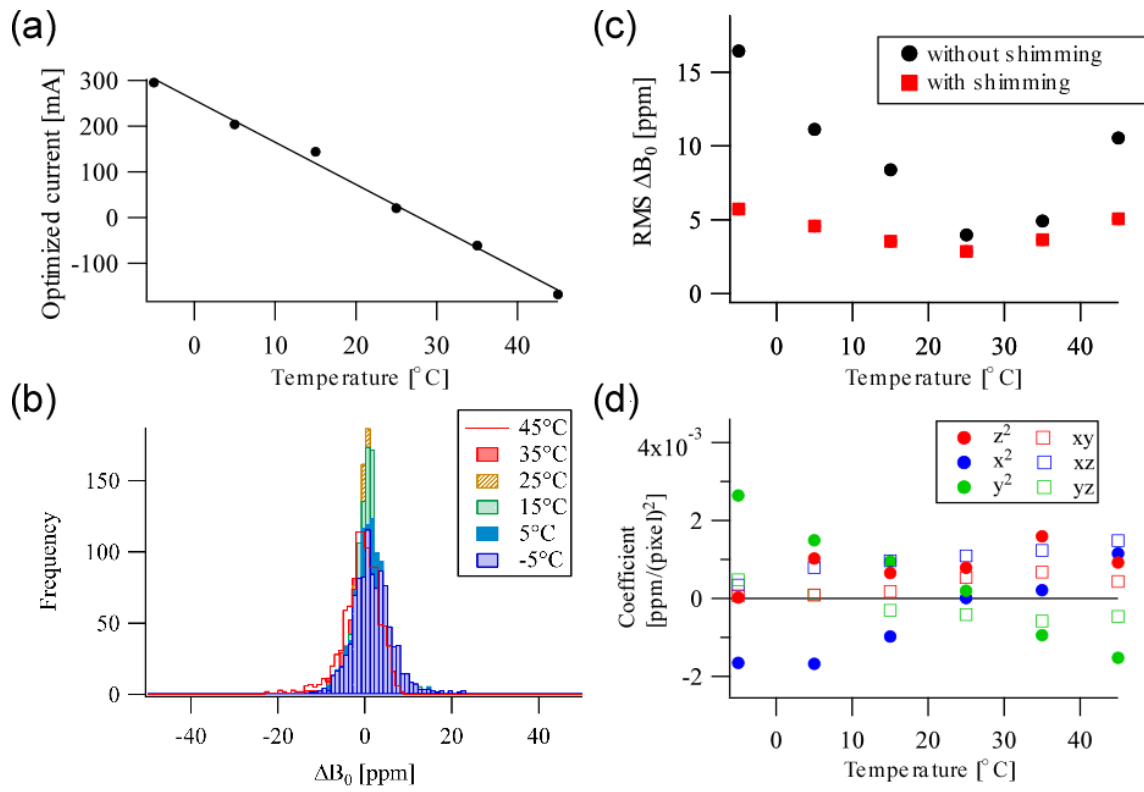 (a)
Optimized current [mA]
300
200
100
0
-100
0
10
20
30
40
Temperature [°C]
(b)
Frequency
150
100
50
0
-40
-20
0
20
40
ΔB0 [ppm]
45°C
35°C
25°C
15°C
5°C
-5°C
(c)
RMS ΔB0 [ppm]
15
10
5
0
without shimming
with shimming
0
10
20
30
40
Temperature [°C]
(d)
Coefficient
[ppm/(pixel)²]
4x10⁻³
2
0
-2
z² xy
x² xz
y² yz
0
10
20
30
40
Temperature [°C]